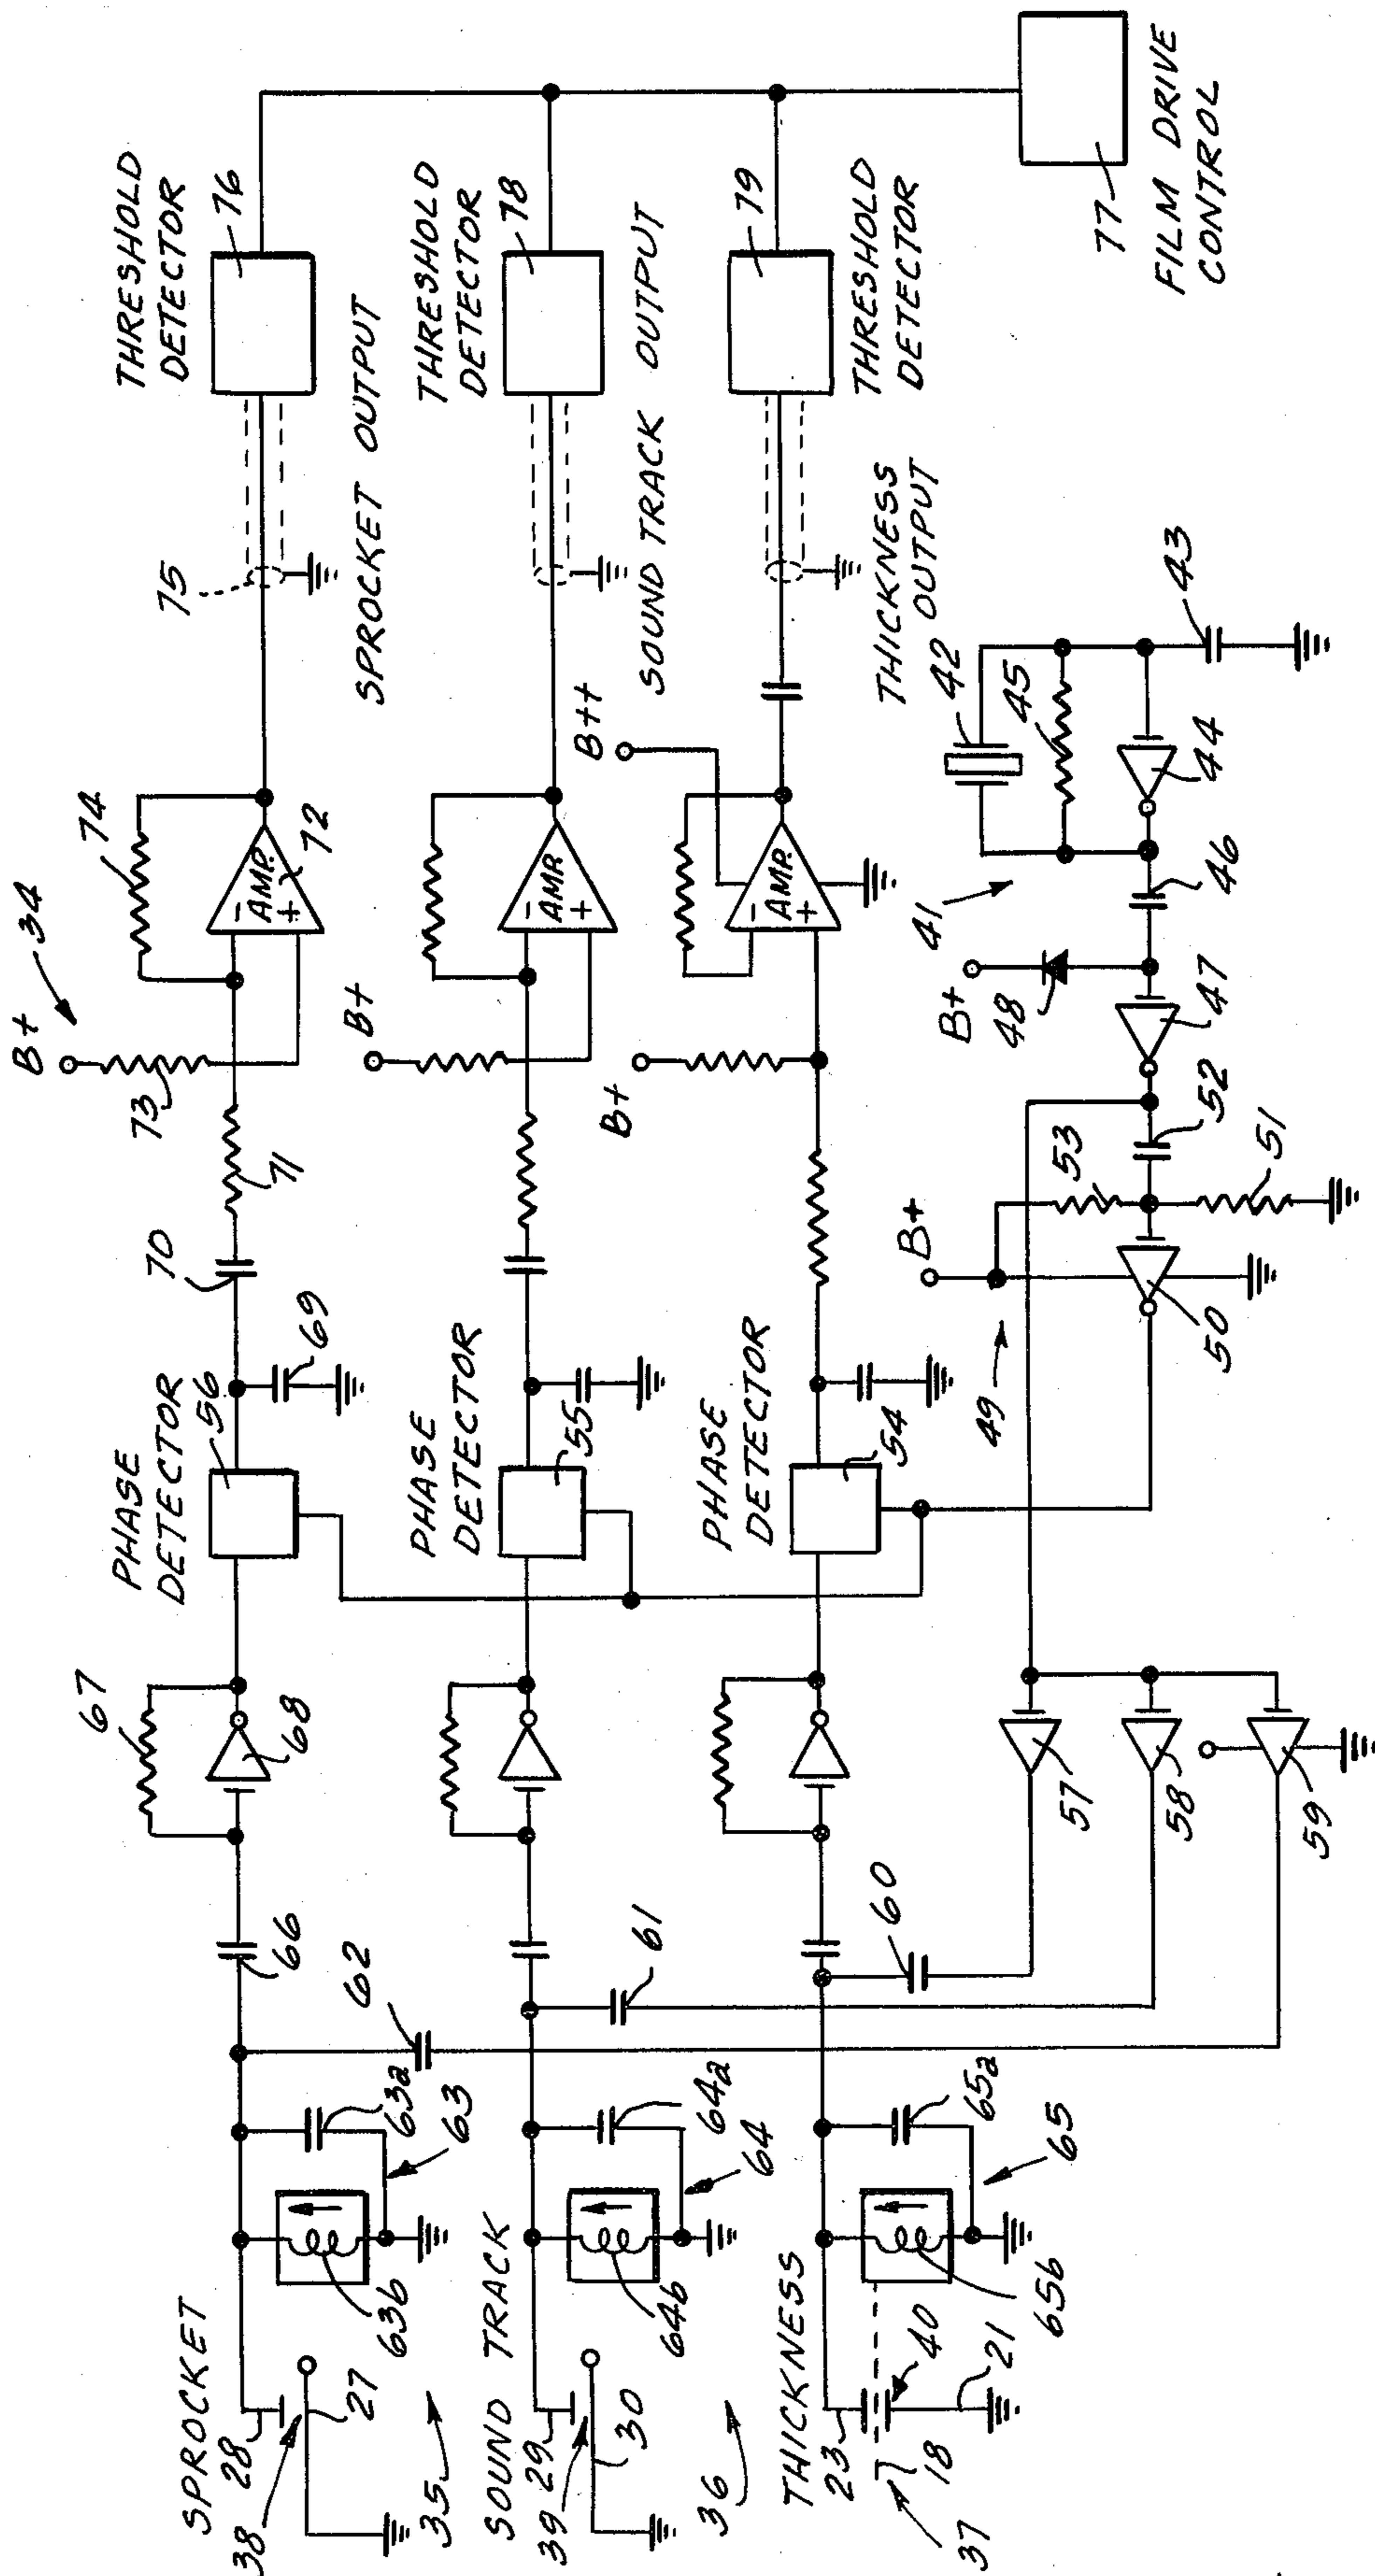 34
B+
74
73
AMP.
-
+
72
75
THRESHOLD
DETECTOR
76
SPROCKET OUTPUT
PHASE
DETECTOR
56
69
70
71
67
68
66
62
SPROCKET
28
38
27
35
63a
63
63b
B+
AMP.
-
+
THRESHOLD
DETECTOR
78
SOUND TRACK OUTPUT
PHASE
DETECTOR
55
61
SOUND TRACK
29
39
30
36
64a
64
64b
B++
B+
AMP.
-
+
THRESHOLD
DETECTOR
79
THICKNESS
OUTPUT
PHASE
DETECTOR
54
60
THICKNESS
23
18
37
40
21
65a
65
65b
77
FILM DRIVE
CONTROL
41
42
45
43
44
46
B+
48
47
52
53
51
B+
49
50
57
58
59